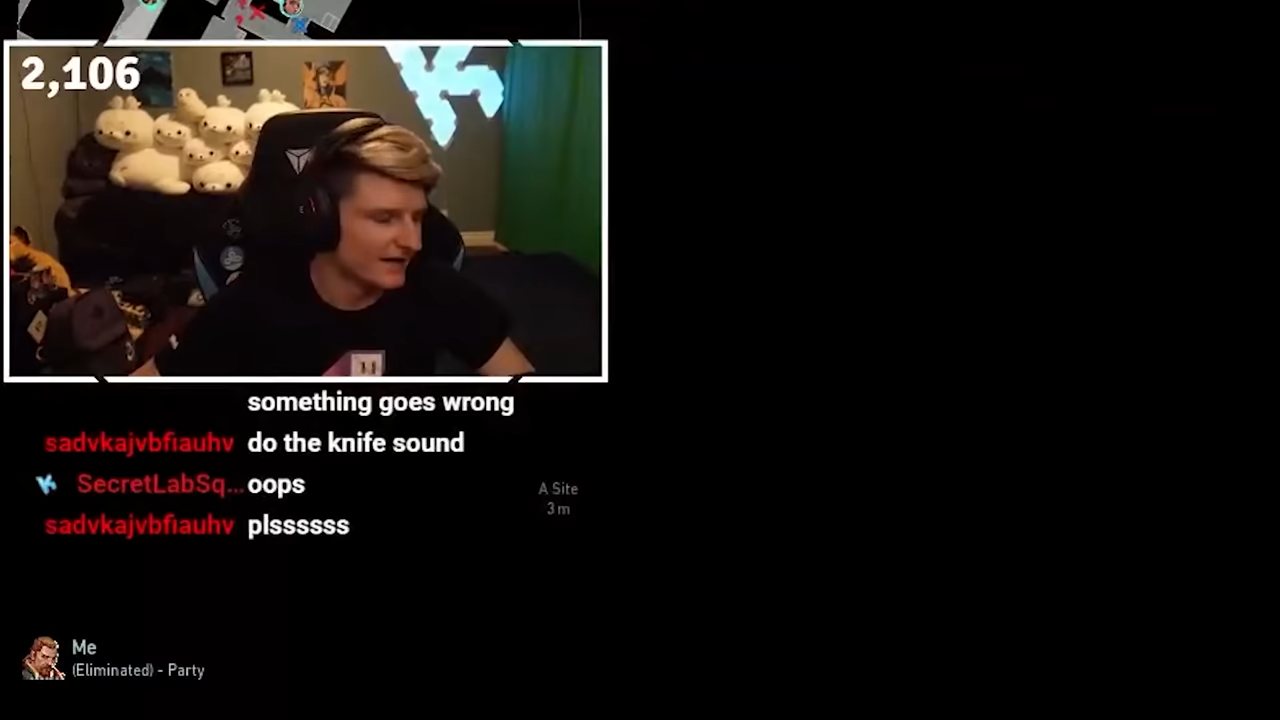 2,106
something goes wrong
sadvkajvbfiauhv do the knife sound
SecretLabSq... oops
sadvkajvbfiauhv plssssss
A Site
3 m
Me
(Eliminated) - Party